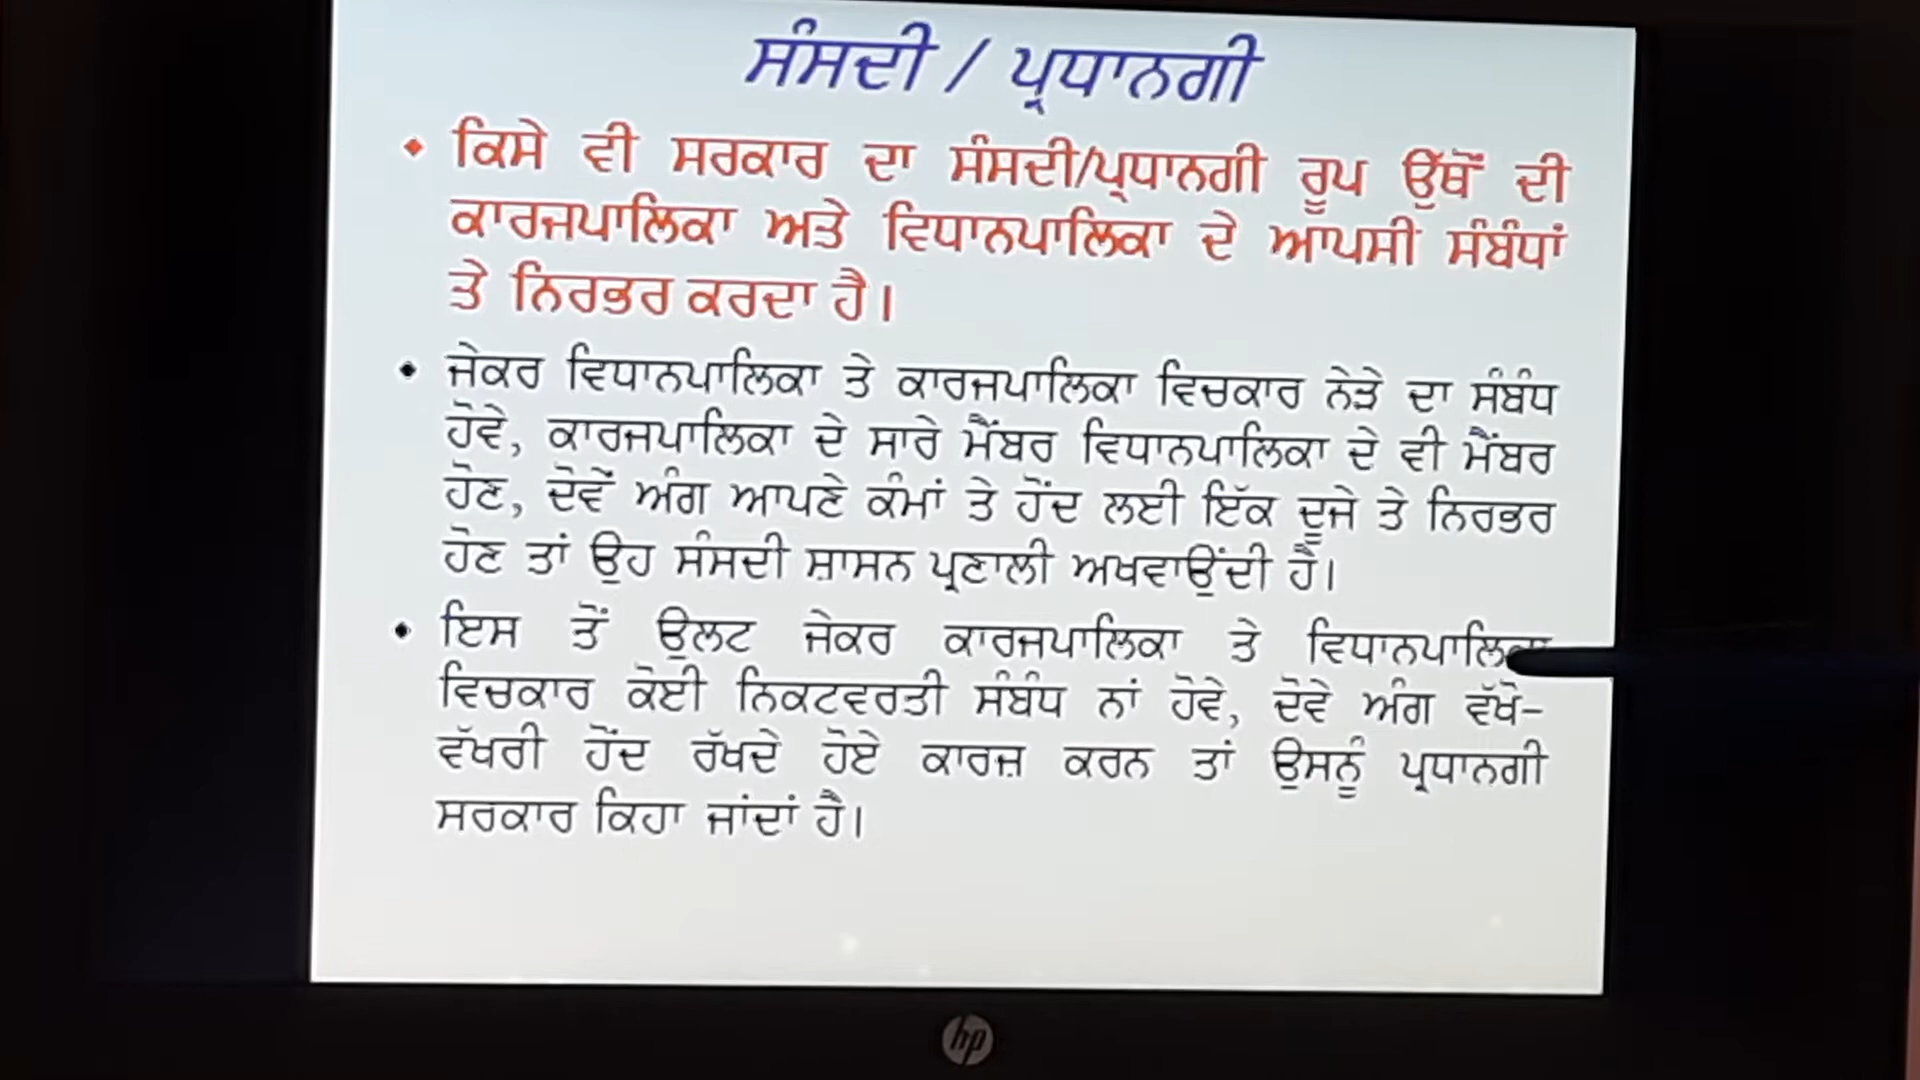 ਸੰਸਦੀ / ਪ੍ਰਧਾਨਗੀ
• ਕਿਸੇ ਵੀ ਸਰਕਾਰ ਦਾ ਸੰਸਦੀ/ਪ੍ਰਧਾਨਗੀ ਰੂਪ ਉੱਥੋਂ ਦੀ
ਕਾਰਜਪਾਲਿਕਾ ਅਤੇ ਵਿਧਾਨਪਾਲਿਕਾ ਦੇ ਆਪਸੀ ਸੰਬੰਧਾਂ
ਤੇ ਨਿਰਭਰ ਕਰਦਾ ਹੈ।
• ਜੇਕਰ ਵਿਧਾਨਪਾਲਿਕਾ ਤੇ ਕਾਰਜਪਾਲਿਕਾ ਵਿਚਕਾਰ ਨੇੜੇ ਦਾ ਸੰਬੰਧ
ਹੋਵੇ, ਕਾਰਜਪਾਲਿਕਾ ਦੇ ਸਾਰੇ ਮੈਂਬਰ ਵਿਧਾਨਪਾਲਿਕਾ ਦੇ ਵੀ ਮੈਂਬਰ
ਹੋਣ, ਦੋਵੇਂ ਅੰਗ ਆਪਣੇ ਕੰਮਾਂ ਤੇ ਹੋਂਦ ਲਈ ਇੱਕ ਦੂਜੇ ਤੇ ਨਿਰਭਰ
ਹੋਣ ਤਾਂ ਉਹ ਸੰਸਦੀ ਸ਼ਾਸਨ ਪ੍ਰਣਾਲੀ ਅਖਵਾਉਂਦੀ ਹੈ।
• ਇਸ ਤੋਂ ਉਲਟ ਜੇਕਰ ਕਾਰਜਪਾਲਿਕਾ ਤੇ ਵਿਧਾਨਪਾਲਿਕਾ
ਵਿਚਕਾਰ ਕੋਈ ਨਿਕਟਵਰਤੀ ਸੰਬੰਧ ਨਾਂ ਹੋਵੇ, ਦੋਵੇ ਅੰਗ ਵੱਖੋ-
ਵੱਖਰੀ ਹੋਂਦ ਰੱਖਦੇ ਹੋਏ ਕਾਰਜ਼ ਕਰਨ ਤਾਂ ਉਸਨੂੰ ਪ੍ਰਧਾਨਗੀ
ਸਰਕਾਰ ਕਿਹਾ ਜਾਂਦਾਂ ਹੈ।
hp